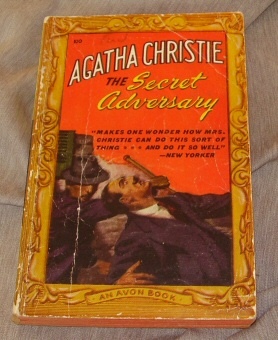 AGATHA CHRISTIE
THE Secret
Adversary
"MAKES ONE WONDER HOW MRS.
CHRISTIE CAN DO THIS SORT OF
THING * * * AND DO IT SO WELL"
—NEW YORKER
AN AVON BOOK